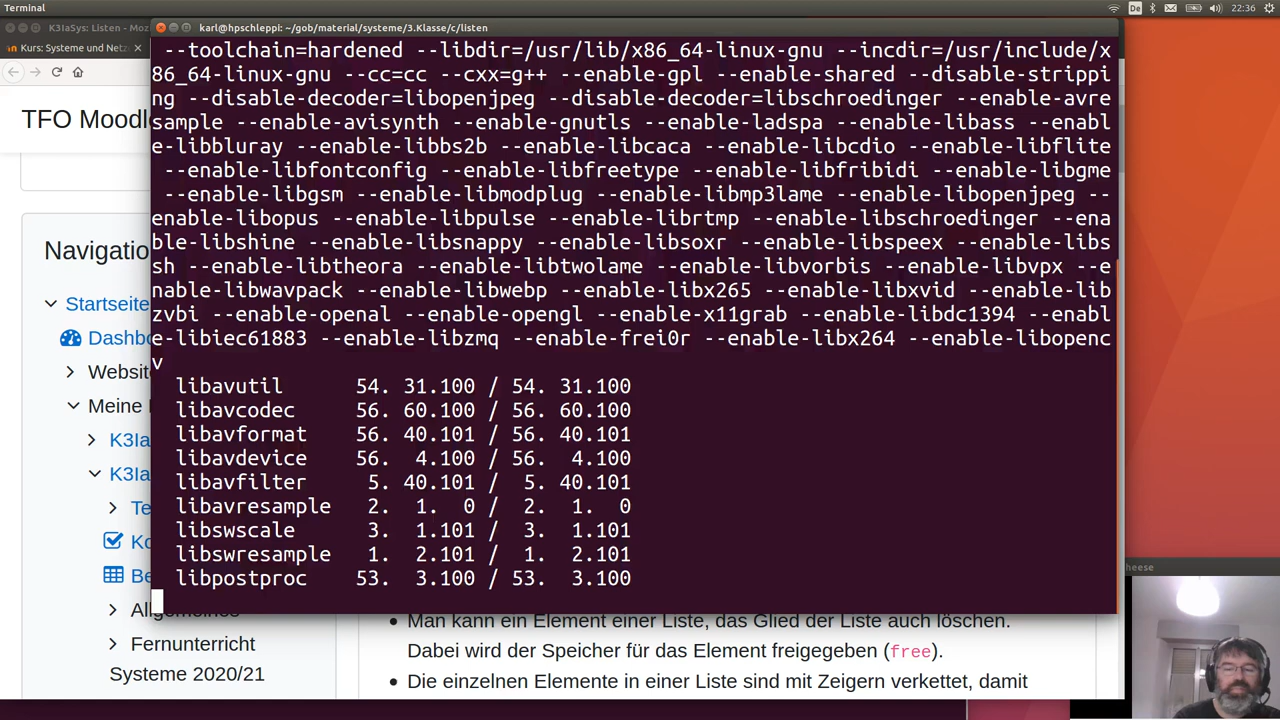 Terminal
De
22:36
K3IaSys: Listen - Moz
karl@hpschleppi: ~/gob/material/systeme/3.Klasse/c/listen
Kurs: Systeme und Netz
TFO Moodle
--toolchain=hardened --libdir=/usr/lib/x86_64-linux-gnu --incdir=/usr/include/x
86_64-linux-gnu --cc=cc --cxx=g++ --enable-gpl --enable-shared --disable-strippi
ng --disable-decoder=libopenjpeg --disable-decoder=libschroedinger --enable-avre
sample --enable-avisynth --enable-gnutls --enable-ladspa --enable-libass --enabl
e-libbluray --enable-libbs2b --enable-libcaca --enable-libcdio --enable-libflite
--enable-libfontconfig --enable-libfreetype --enable-libfribidi --enable-libgme
--enable-libgsm --enable-libmodplug --enable-libmp3lame --enable-libopenjpeg --
enable-libopus --enable-libpulse --enable-librtmp --enable-libschroedinger --ena
ble-libshine --enable-libsnappy --enable-libsoxr --enable-libspeex --enable-libs
sh --enable-libtheora --enable-libtwolame --enable-libvorbis --enable-libvpx --e
nable-libwavpack --enable-libwebp --enable-libx265 --enable-libxvid --enable-lib
zvbi --enable-openal --enable-opengl --enable-x11grab --enable-libdc1394 --enabl
e-libiec61883 --enable-libzmq --enable-frei0r --enable-libx264 --enable-libopenc
v
libavutil 54. 31.100 / 54. 31.100
libavcodec 56. 60.100 / 56. 60.100
libavformat 56. 40.101 / 56. 40.101
libavdevice 56. 4.100 / 56. 4.100
libavfilter 5. 40.101 / 5. 40.101
libavresample 2. 1. 0 / 2. 1. 0
libswscale 3. 1.101 / 3. 1.101
libswresample 1. 2.101 / 1. 2.101
libpostproc 53. 3.100 / 53. 3.100
Navigation
Startseite
Dashbo
Website
Meine
K3Ia
K3Ia
Te
Ko
Be
Allgemeines
Fernunterricht
Systeme 2020/21
Man kann ein Element einer Liste, das Glied der Liste auch löschen.
Dabei wird der Speicher für das Element freigegeben (free).
Die einzelnen Elemente in einer Liste sind mit Zeigern verkettet, damit
heese